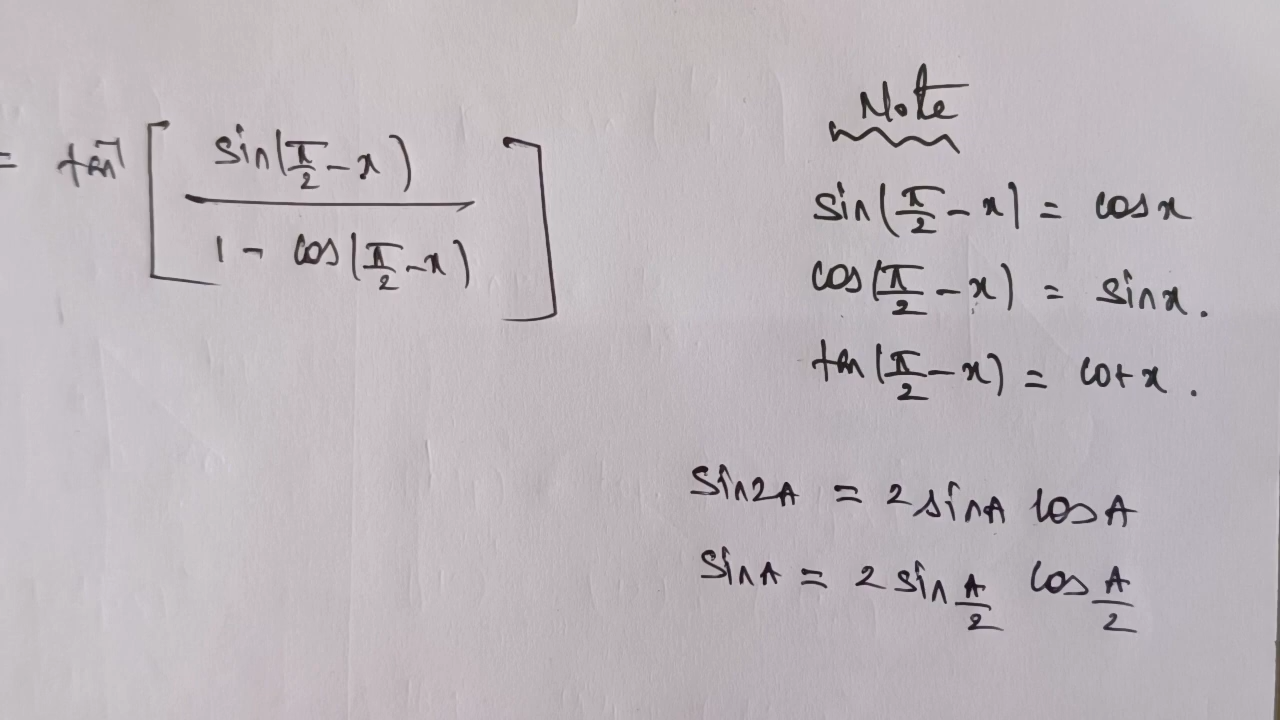 = tan⁻¹ [ sin(π/2 - x) / 1 - cos(π/2 - x) ]
Note
sin(π/2 - x) = cos x
cos(π/2 - x) = sin x.
tan(π/2 - x) = cot x.
sin2A = 2 sinA cosA
sinA = 2 sin A/2 cos A/2